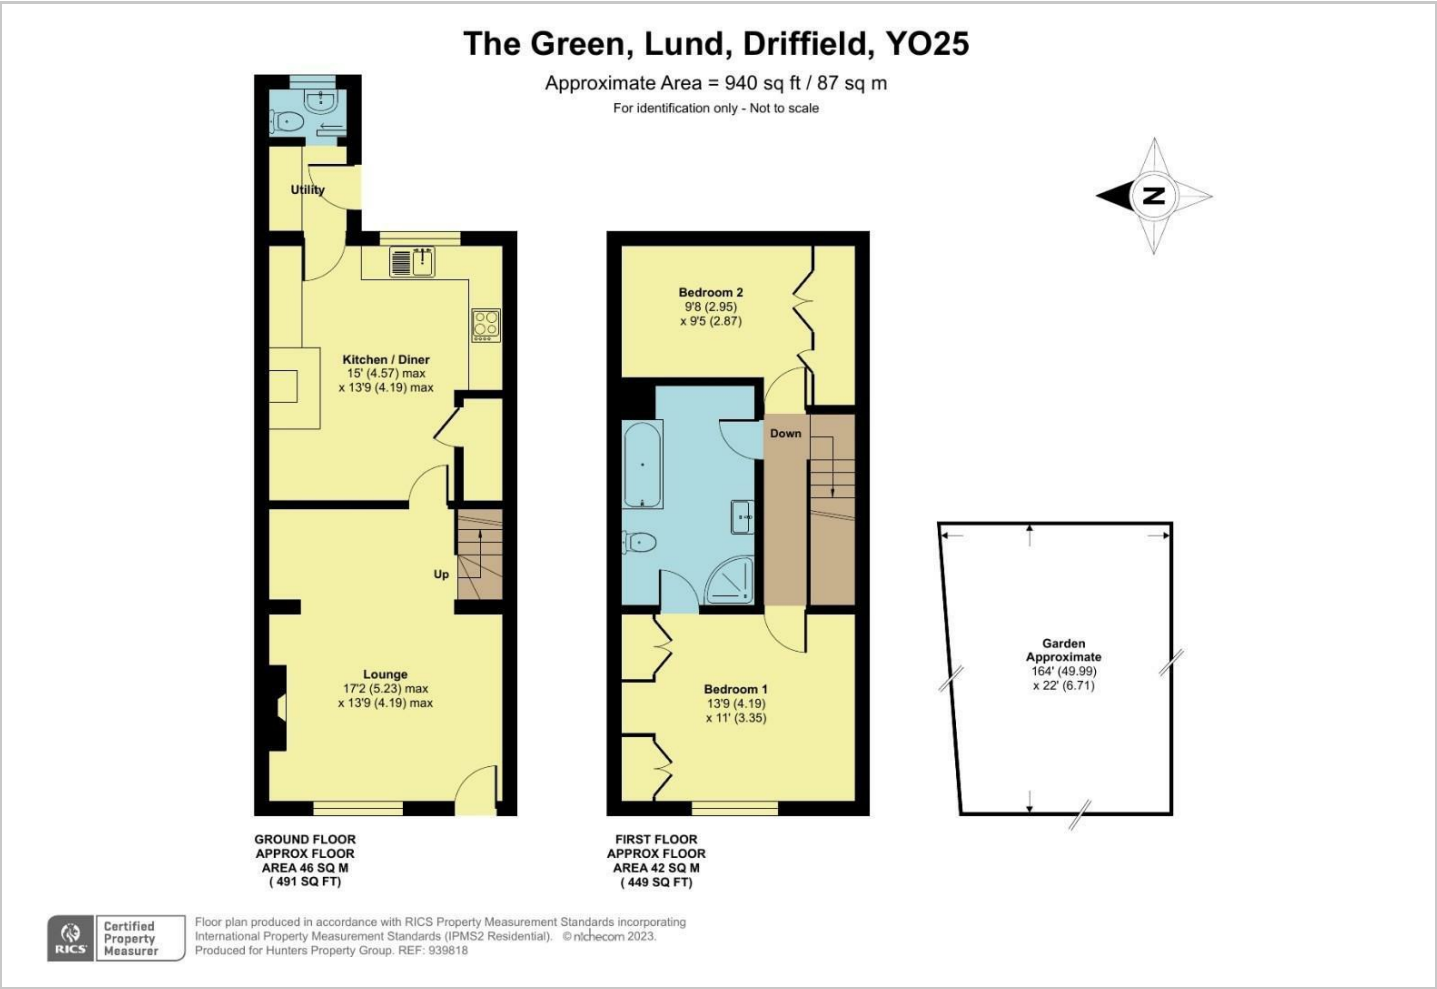 The Green, Lund, Driffield, YO25
Approximate Area = 940 sq ft / 87 sq m
For identification only - Not to scale
N
Utility
Kitchen / Diner
15' (4.57) max
x 13'9 (4.19) max
Up
Lounge
17'2 (5.23) max
x 13'9 (4.19) max
GROUND FLOOR
APPROX FLOOR
AREA 46 SQ M
( 491 SQ FT)
Bedroom 2
9'8 (2.95)
x 9'5 (2.87)
Down
Bedroom 1
13'9 (4.19)
x 11' (3.35)
FIRST FLOOR
APPROX FLOOR
AREA 42 SQ M
( 449 SQ FT)
Garden
Approximate
164' (49.99)
x 22' (6.71)
RICS
Certified
Property
Measurer
Floor plan produced in accordance with RICS Property Measurement Standards incorporating
International Property Measurement Standards (IPMS2 Residential). © nichecom 2023.
Produced for Hunters Property Group. REF: 939818